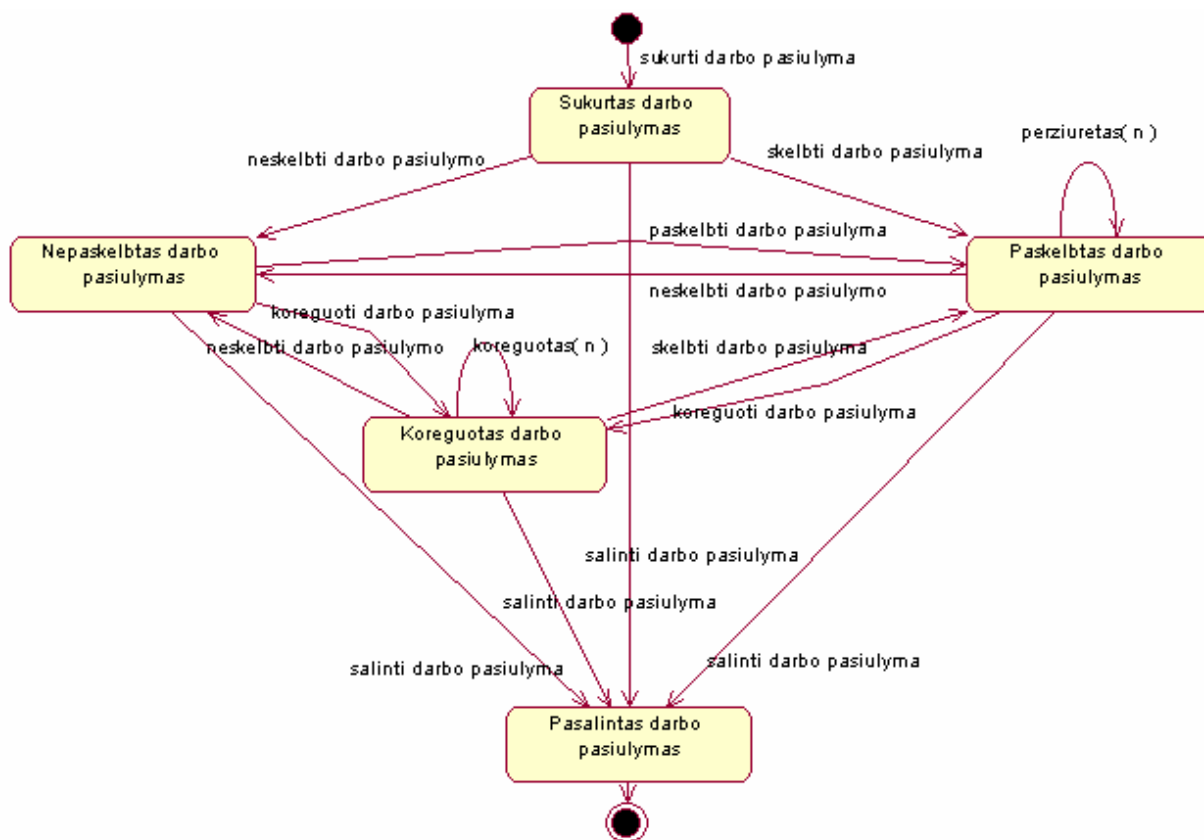 sukurti darbo pasiulyma
Sukurtas darbo
pasiulymas
perziuretas( n )
neskelbti darbo pasiulymo
skelbti darbo pasiulyma
Nepaskelbtas darbo
pasiulymas
paskelbti darbo pasiulyma
Paskelbtas darbo
pasiulymas
neskelbti darbo pasiulymo
koreguoti darbo pasiulyma
neskelbti darbo pasiulymo
koreguotas( n )
skelbti darbo pasiulyma
koreguoti darbo pasiulyma
Koreguotas darbo
pasiulymas
salinti darbo pasiulyma
salinti darbo pasiulyma
salinti darbo pasiulyma
salinti darbo pasiulyma
Pasalintas darbo
pasiulymas